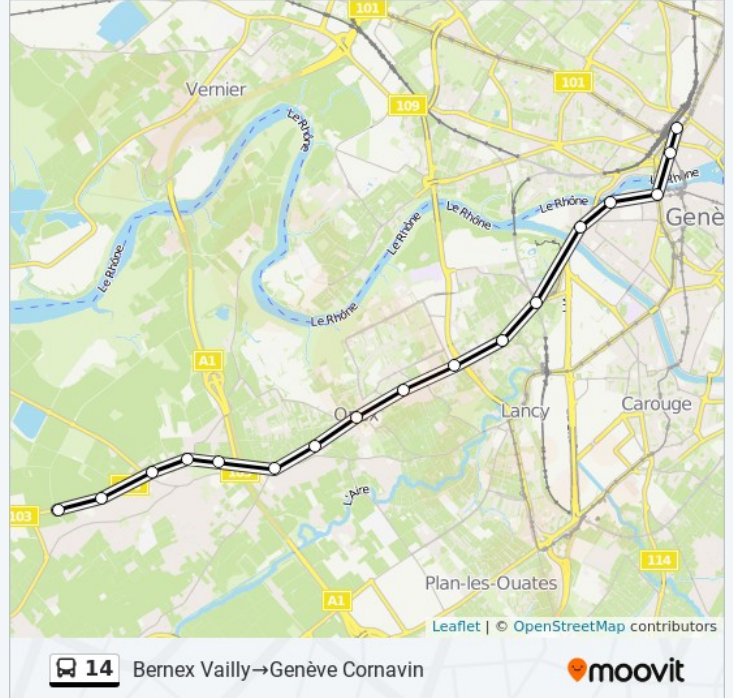 101
Vernier
101
Le Rhône
109
Le Rhône
Le Rhône
Le Rhône
Le Rhône
Genè
Le Rhône
Le Rhône
A1
Lancy
Carouge
103
L'Aire
114
Plan-les-Ouates
A1
Leaflet | © OpenStreetMap contributors
14 Bernex Vailly→Genève Cornavin
moovit